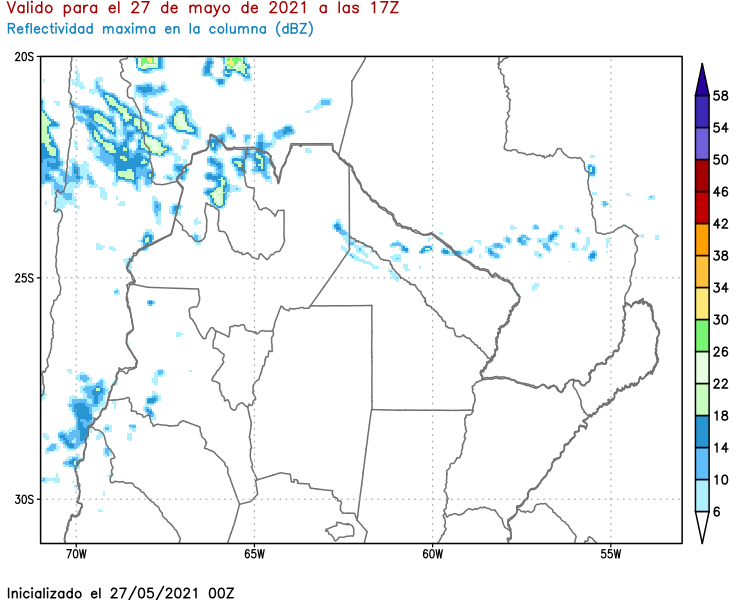 Valido para el 27 de mayo de 2021 a las 17Z
Reflectividad maxima en la columna (dBZ)
20S
25S
30S
70W 65W 60W 55W
58
54
50
46
42
38
34
30
26
22
18
14
10
6
Inicializado el 27/05/2021 00Z